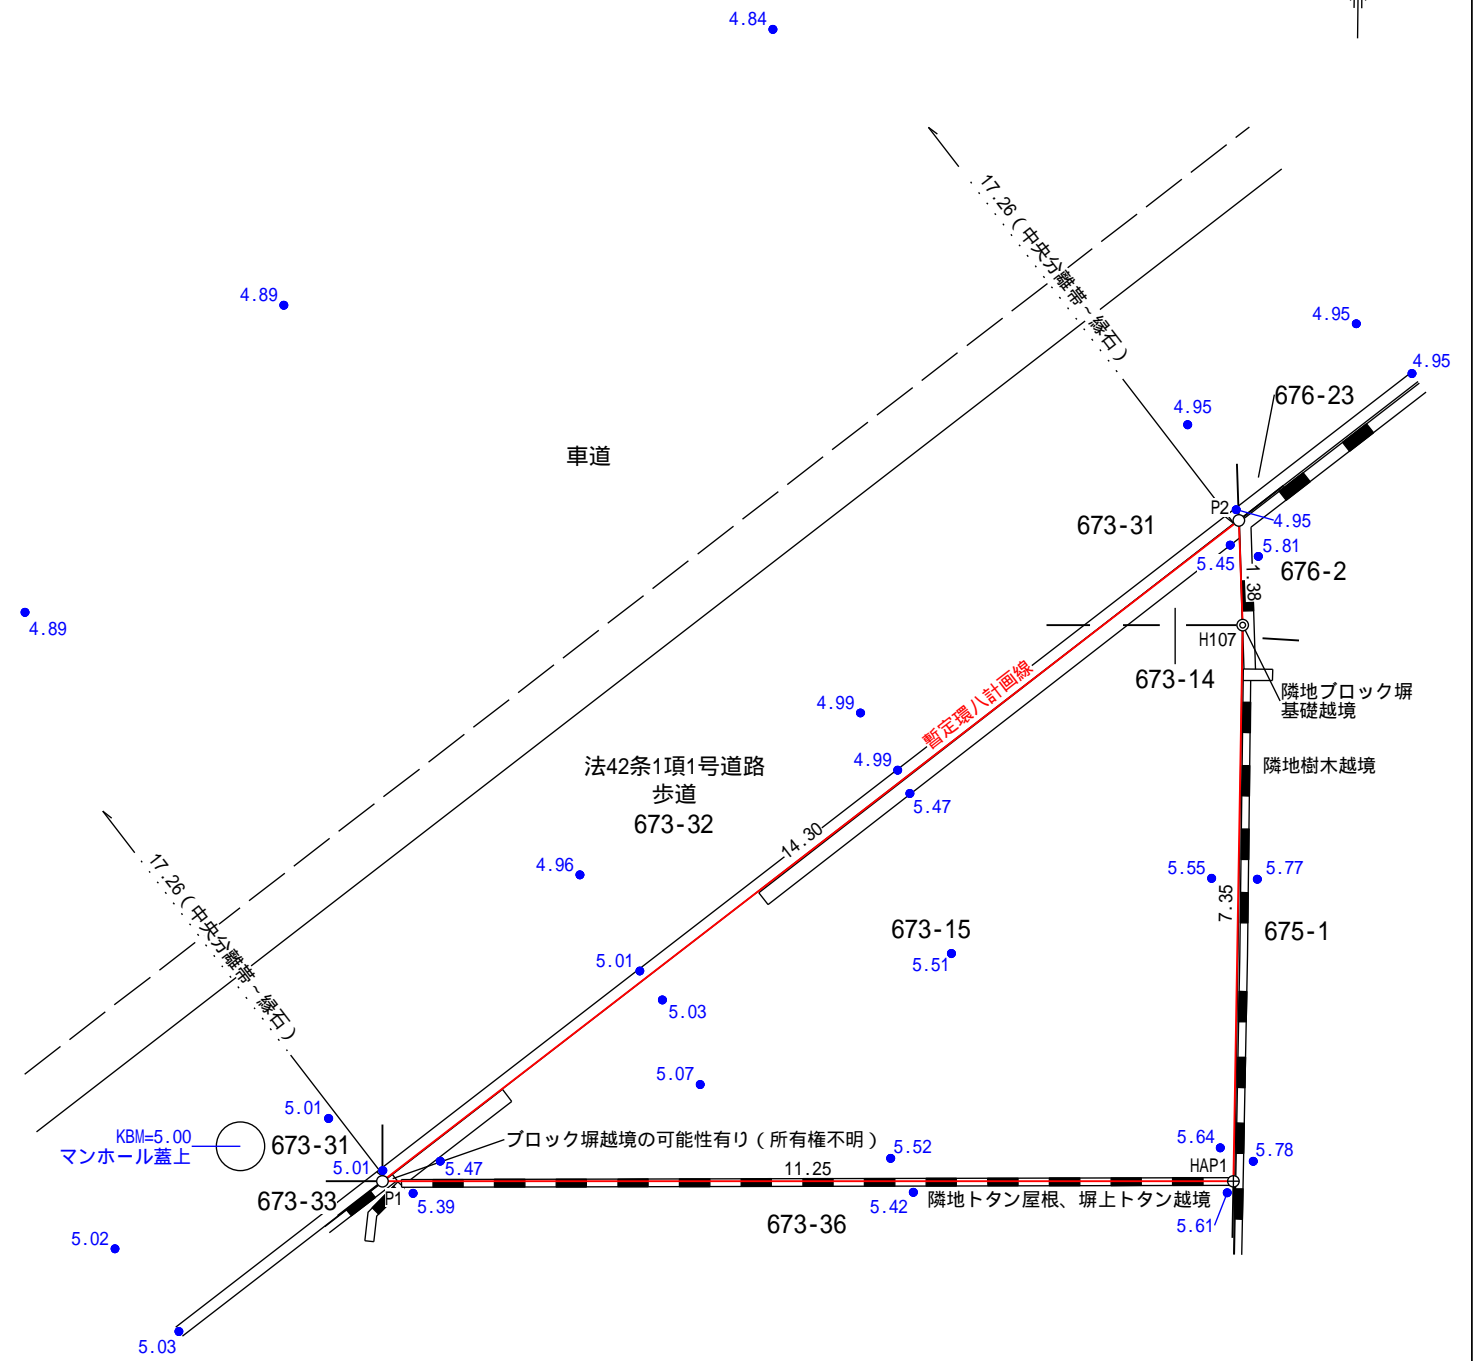 4.84
17.26(中央分離帯~縁石)
4.89
4.95
4.95
676-23
4.95
車道
P2
673-31
4.95
5.45
5.81
676-2
1.38
4.89
H107
673-14
隣地ブロック塀
基礎越境
暫定環八計画線
4.99
4.99
法42条1項1号道路
歩道
673-32
隣地樹木越境
5.47
14.30
17.26(中央分離帯~縁石)
4.96
5.55
5.77
7.35
673-15
675-1
5.01
5.51
5.03
5.07
5.01
KBM=5.00
マンホール蓋上
673-31
ブロック塀越境の可能性有り(所有権不明)
5.52
5.64
5.78
5.01
5.47
11.25
HAP1
673-33
P1
5.39
5.42
隣地トタン屋根、塀上トタン越境
673-36
5.61
5.02
5.03